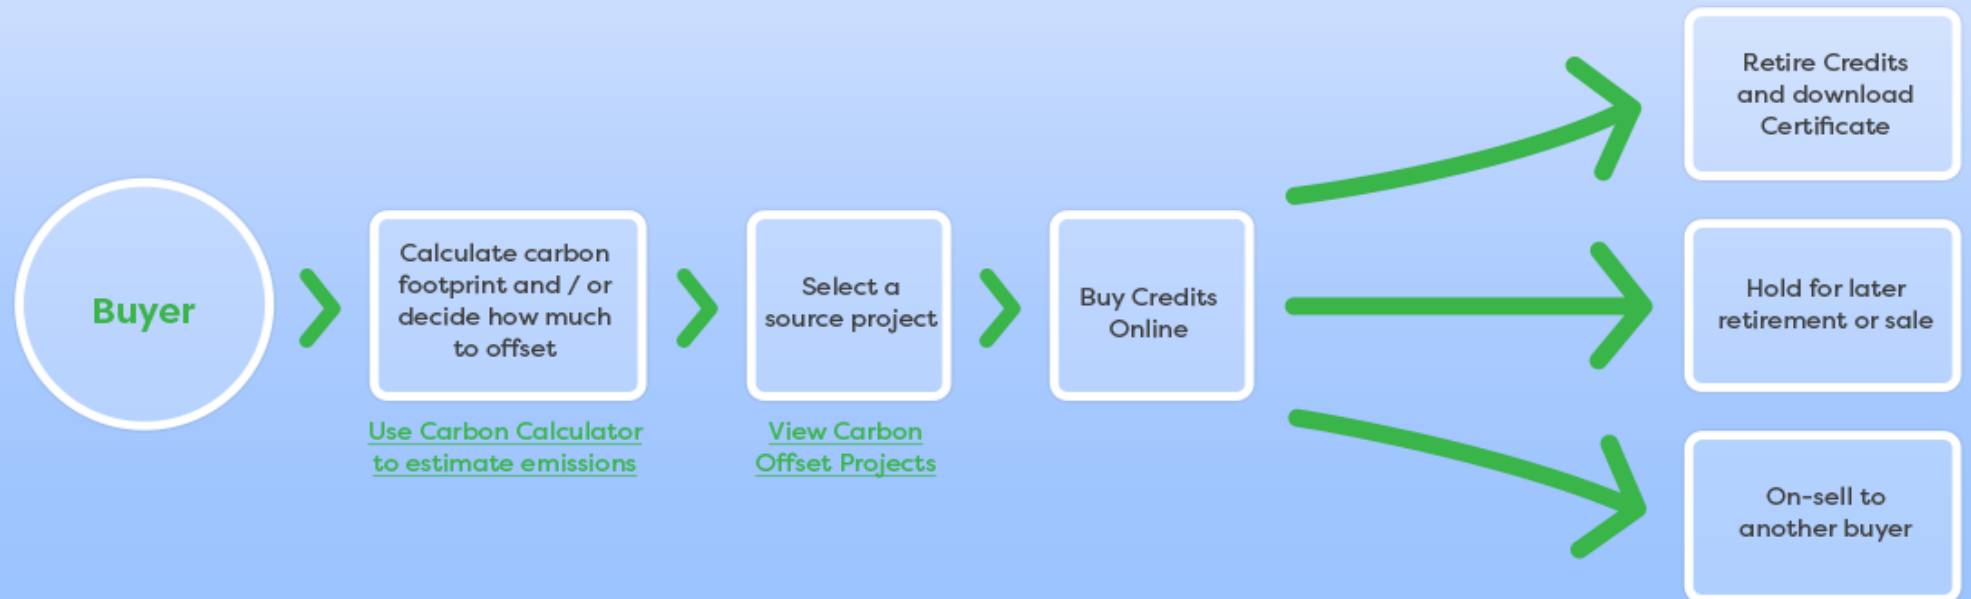 Buyer
Calculate carbon
footprint and / or
decide how much
to offset
Use Carbon Calculator
to estimate emissions
Select a
source project
View Carbon
Offset Projects
Buy Credits
Online
Retire Credits
and download
Certificate
Hold for later
retirement or sale
On-sell to
another buyer